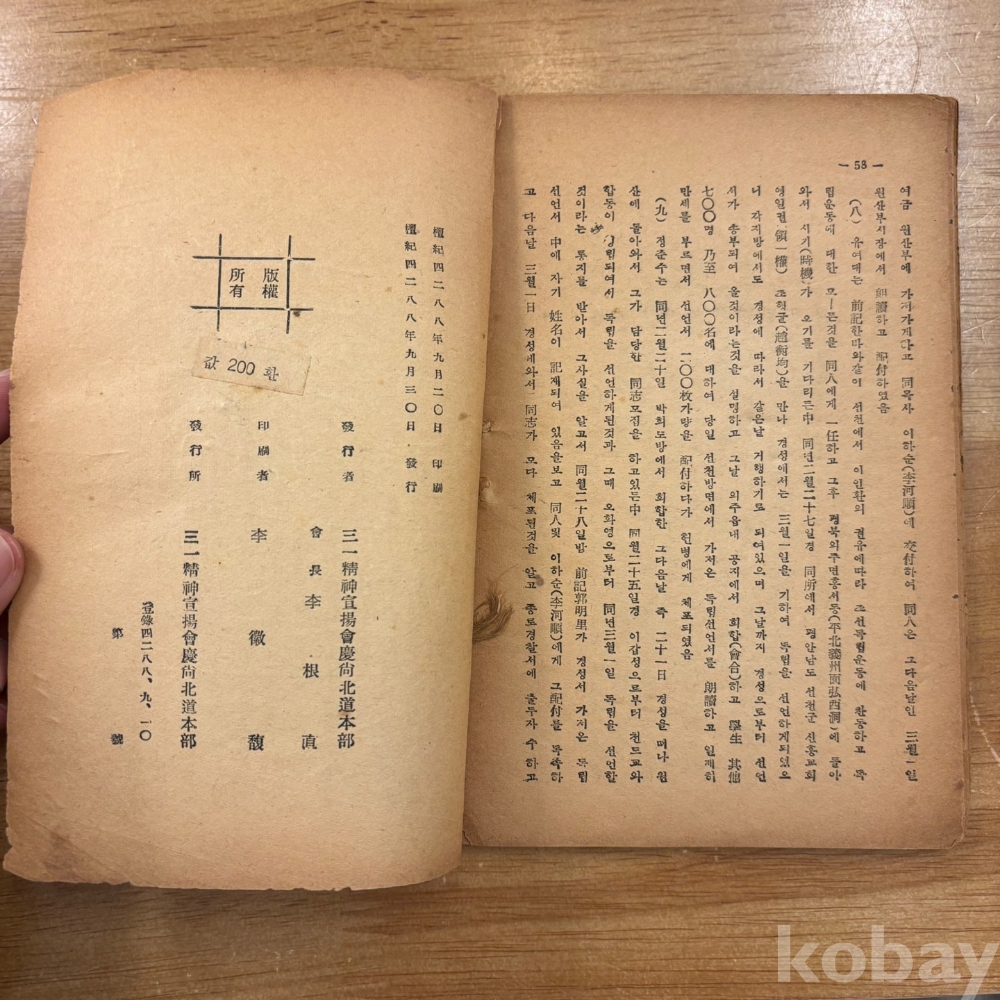 — 58 —
여금 원산부에 가저가게하고 同목사 이하순(李河順)에 交付하여 同人은 그다음날인 三월一일
원산부시장에서 朗讀하고 配付하였음
(八) 유여대는 前記한바와같이 선천에서 이인환의 권유에따라 조선독립운동에 찬동하고 독
립운동에 대한 모ー든것을 同人에게 一任하고 그후 평북의주면홍서동(平北義州面弘西洞)에 돌아
와서 시기(時機)가 오기를 기다리든中 同년二월二十七일경 同所에서 평안남도 선천군 신흥교회
영일권(領一權) 조형균(趙衡均)을 만나 경성에서는 三월一일을 기하여 독립을 선언하게되였으
니 각지방에서도 경성에 따라서 같은날 거행하기로 되여있으며 그날까지 경성으로부터 선언
서가 송부되여 올것이라는것을 설명하고 그날 의주읍내 공지에서 회합(會合)하고 學生 其他
七〇〇명 乃至 八〇〇名에 대하여 당일 선천방면에서 가저온 독립선언서를 朗讀하고 일제히
만세를 부르면서 선언서 二〇〇枚가량을 配付하다가 헌병에게 체포되였음
(九) 정춘수는 同년二월二十일 박희도방에서 회합한 그다음날 즉 二十一일 경성을 떠나 원
산에 돌아와서 그가 담당한 同志모집을 하고있든中 同월二十五일경 이갑성으로부터 천도교와
합동이 성립되여서 독립을 선언하게된것과 그때 오화영으로부터 同년三월一일 독립을 선언할
것이라는 통지를 받아서 그사실을 알고서 同월二十八일밤 前記郭明里가 경성서 가저온 독립
선언서 中에 자기 姓名이 記載되여 있음을보고 同人및 이하순(李河順)에게 그配付를 독촉하
고 다음날 三월一일 경성에와서 同志가 모다 체포된것을 알고 종로경찰서에 출두자수하고
檀紀四二八八年九月二〇日 印刷
檀紀四二八八年九月三〇日 發行
版權
所有
값 200 환
發行者 三一精神宣揚會慶尙北道本部
會長 李根直
印刷者 李徽馥
發行所 三一精神宣揚會慶尙北道本部
登錄四二八八、九、一〇
第 號
kobay